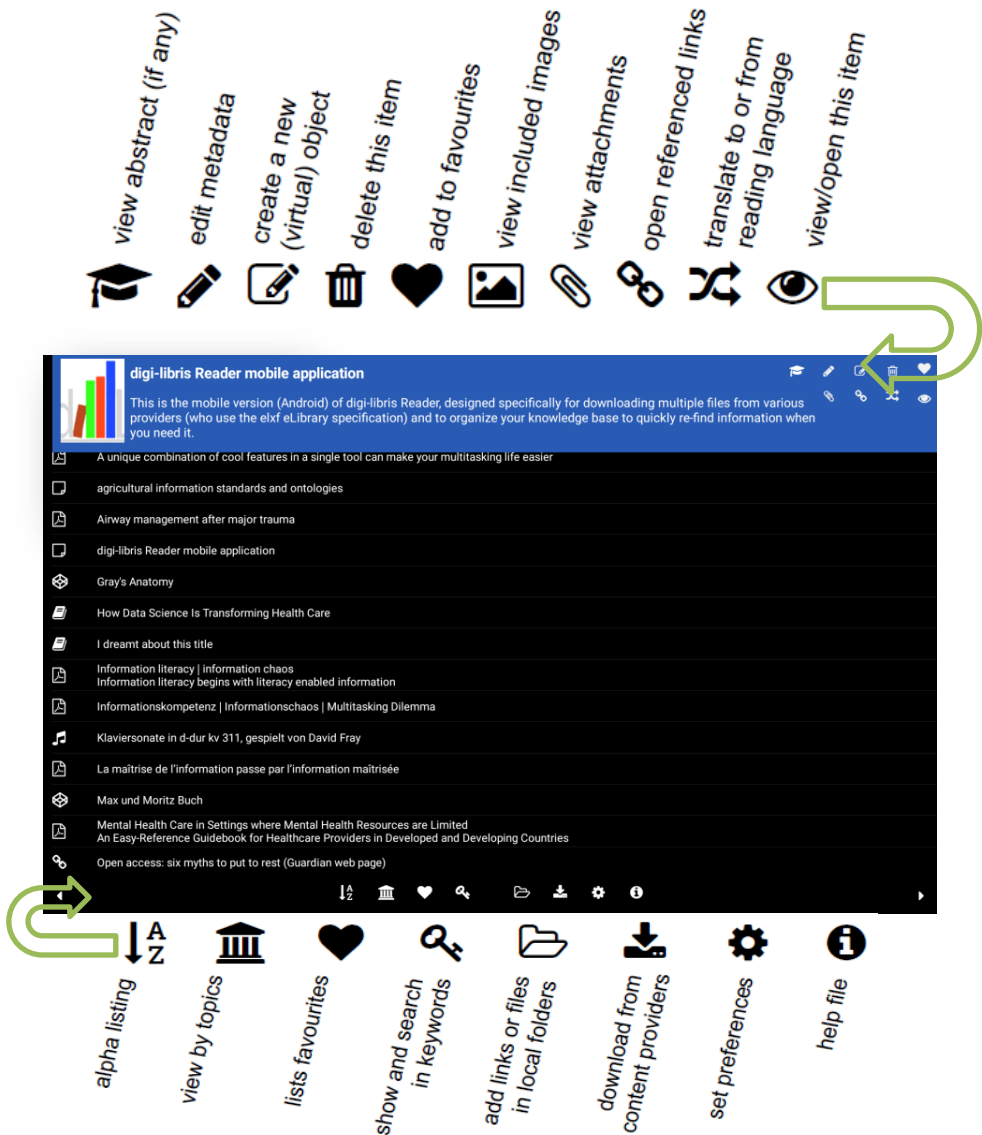 view abstract (if any)
edit metadata
create a new
(virtual) object
delete this item
add to favourites
view included images
view attachments
open referenced links
translate to or from
reading language
view/open this item
digi-libris Reader mobile application
This is the mobile version (Android) of digi-libris Reader, designed specifically for downloading multiple files from various
providers (who use the elxf eLibrary specification) and to organize your knowledge base to quickly re-find information when
you need it.
A unique combination of cool features in a single tool can make your multitasking life easier
agricultural information standards and ontologies
Airway management after major trauma
digi-libris Reader mobile application
Gray's Anatomy
How Data Science Is Transforming Health Care
I dreamt about this title
Information literacy | information chaos
Information literacy begins with literacy enabled information
Informationskompetenz | Informationschaos | Multitasking Dilemma
Klaviersonate in d-dur kv 311, gespielt von David Fray
La maîtrise de l'information passe par l'information maîtrisée
Max und Moritz Buch
Mental Health Care in Settings where Mental Health Resources are Limited
An Easy-Reference Guidebook for Healthcare Providers in Developed and Developing Countries
Open access: six myths to put to rest (Guardian web page)
A
Z
A
Z
alpha listing
view by topics
lists favourites
show and search
in keywords
add links or files
in local folders
download from
content providers
set preferences
help file